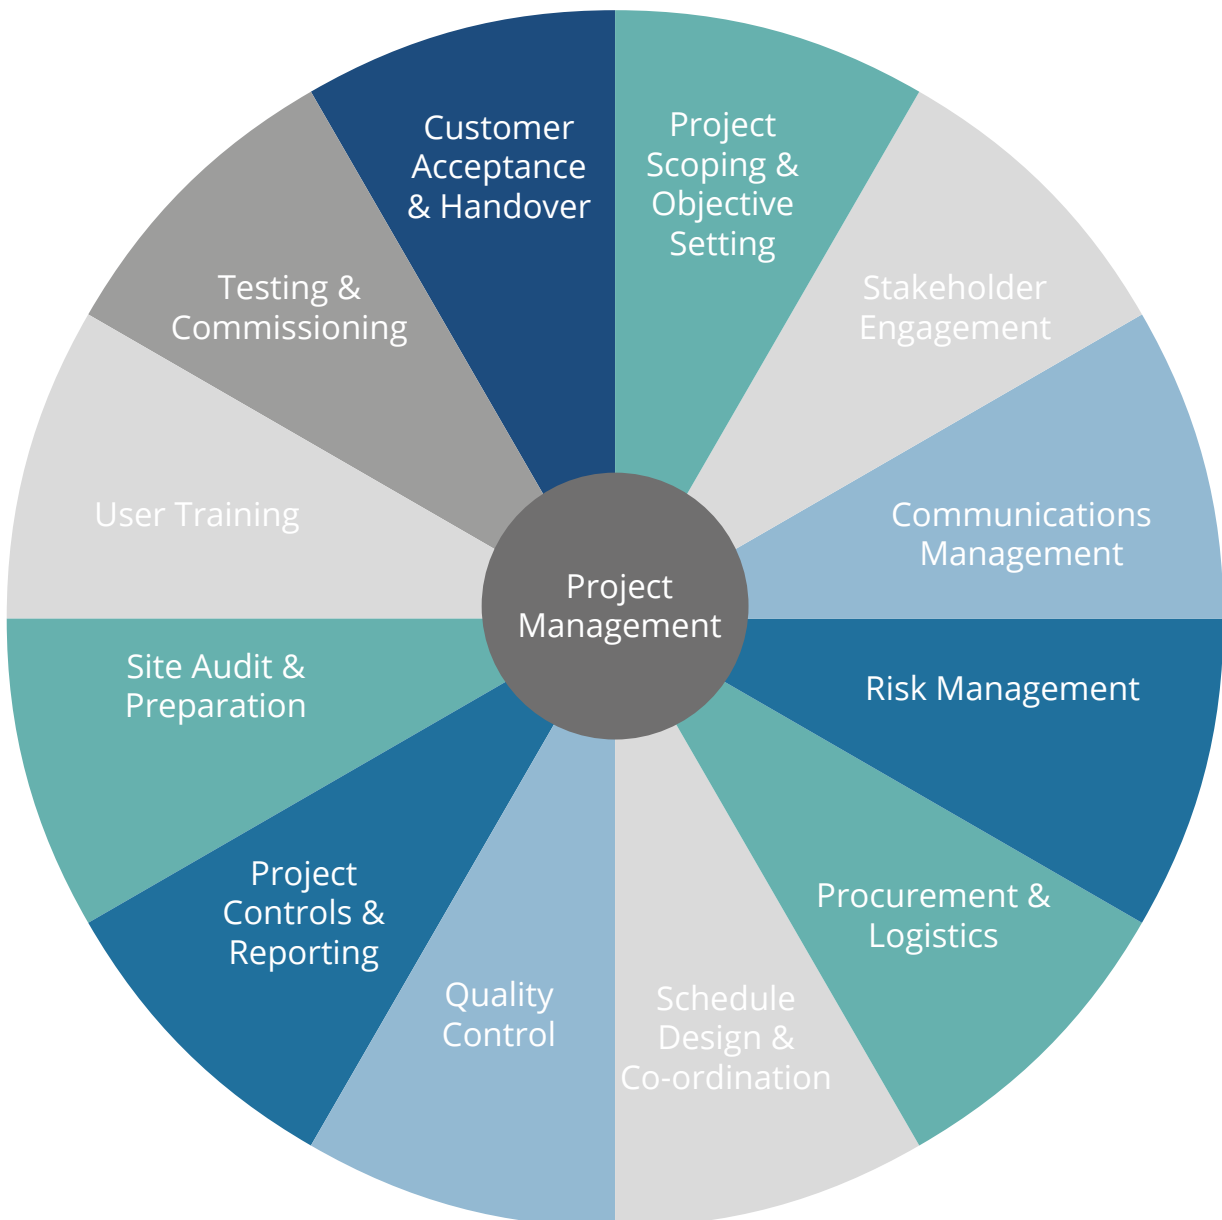 Project
Scoping &
Objective
Setting
Stakeholder
Engagement
Communications
Management
Risk Management
Procurement &
Logistics
Schedule
Design &
Co-ordination
Quality
Control
Project
Controls &
Reporting
Site Audit &
Preparation
User Training
Testing &
Commissioning
Customer
Acceptance
& Handover
Project
Management